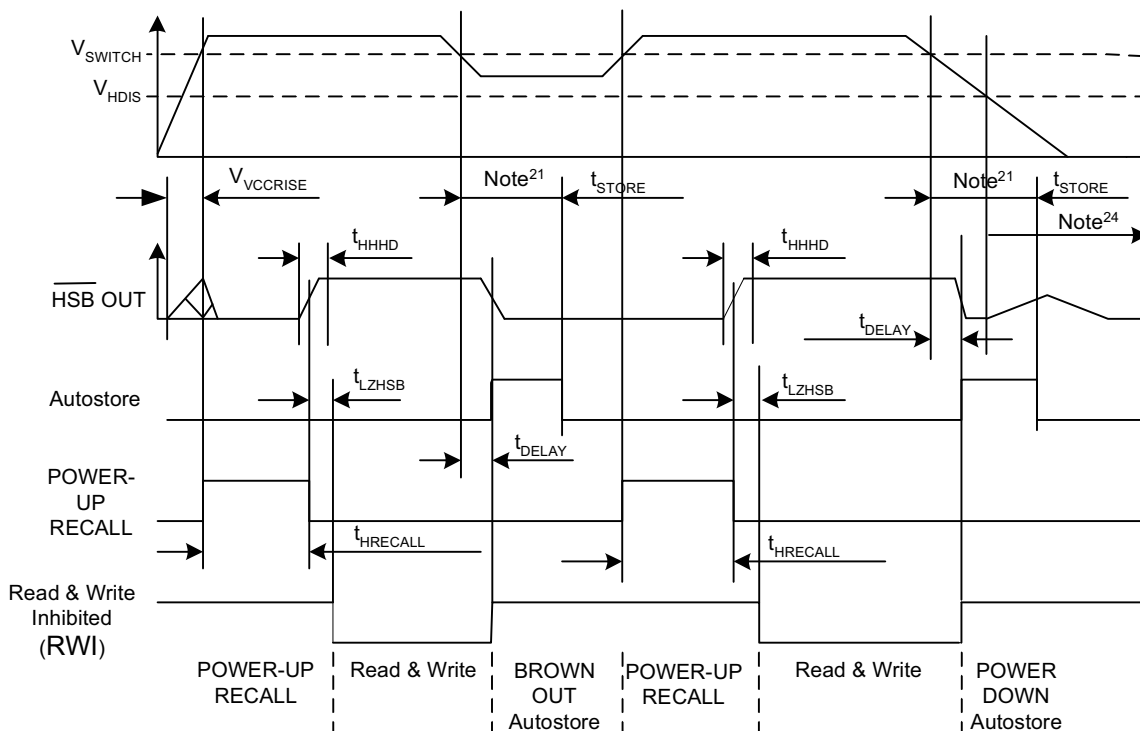 VSWITCH
VHDIS
VVCCRISE
Note21
tSTORE
Note21
tSTORE
Note24
tHHHD
tHHHD
HSB OUT
tDELAY
tLZHSB
tLZHSB
Autostore
tDELAY
POWER-
UP
RECALL
tHRECALL
tHRECALL
Read & Write
Inhibited
(RWI)
POWER-UP
RECALL
Read & Write
BROWN
OUT
Autostore
POWER-UP
RECALL
Read & Write
POWER
DOWN
Autostore